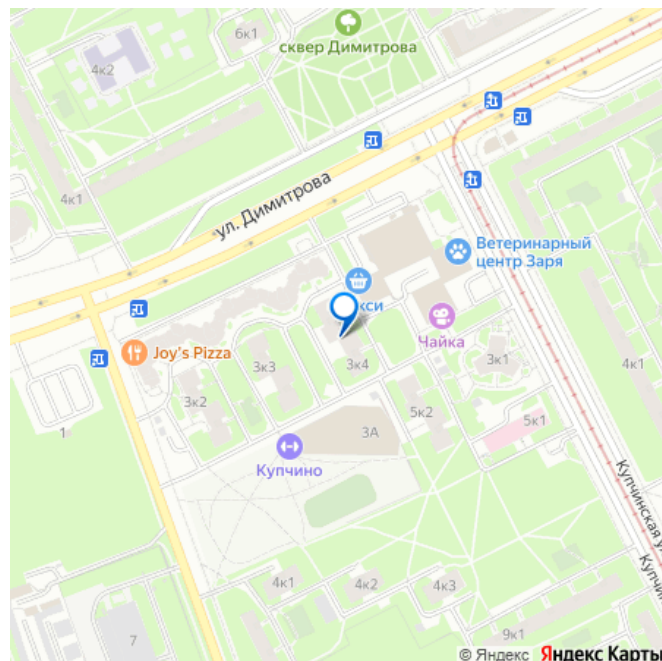 6к1
сквер Димитрова
4к2
4к1
ул. Димитрова
Ветеринарный
центр Заря
кси
Joy's Pizza
Чайка
3к3
3к4
3к1
4к1
3к2
5к2
5к1
1
3А
Купчино
Купчинская у
Купчин
4к1
4к2
4к3
7
9к1
© Яндекс Яндекс Карты